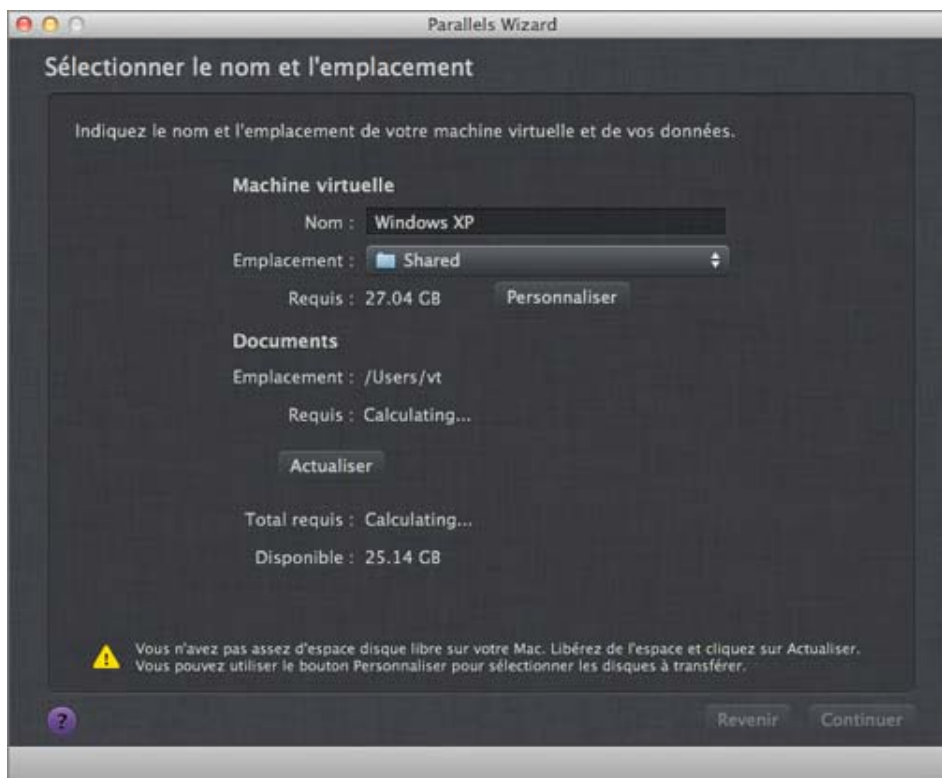 Parallels Wizard
Sélectionner le nom et l'emplacement
Indiquez le nom et l'emplacement de votre machine virtuelle et de vos données.
Machine virtuelle
Nom : Windows XP
Emplacement : Shared
Requis : 27.04 GB Personnaliser
Documents
Emplacement : /Users/vt
Requis : Calculating...
Actualiser
Total requis : Calculating...
Disponible : 25.14 GB
Vous n'avez pas assez d'espace disque libre sur votre Mac. Libérez de l'espace et cliquez sur Actualiser.
Vous pouvez utiliser le bouton Personnaliser pour sélectionner les disques à transférer.
? Revenir Continuer